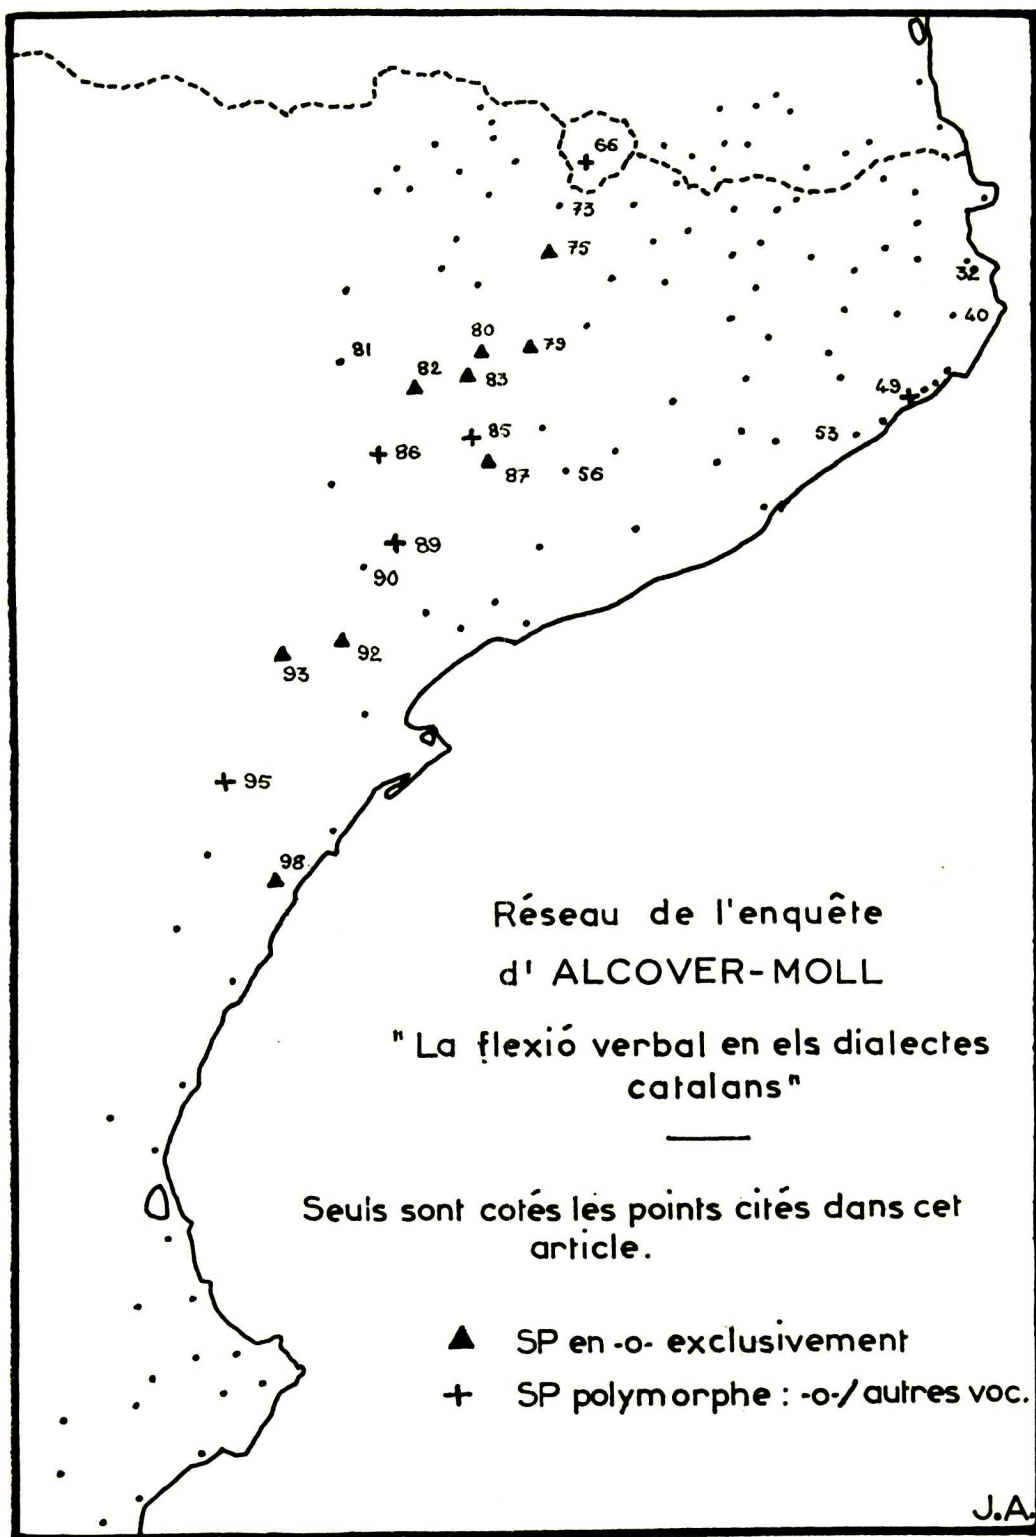 66
73
75
32
40
80
79
81
82
83
49
85
53
86
87
56
89
90
92
93
95
98
Réseau de l'enquête
d' ALCOVER-MOLL
"La flexió verbal en els dialectes
catalans"
Seuls sont cotés les points cités dans cet
article.
▲ SP en -o- exclusivement
+ SP polymorphe : -o-/autres voc.
J.A.